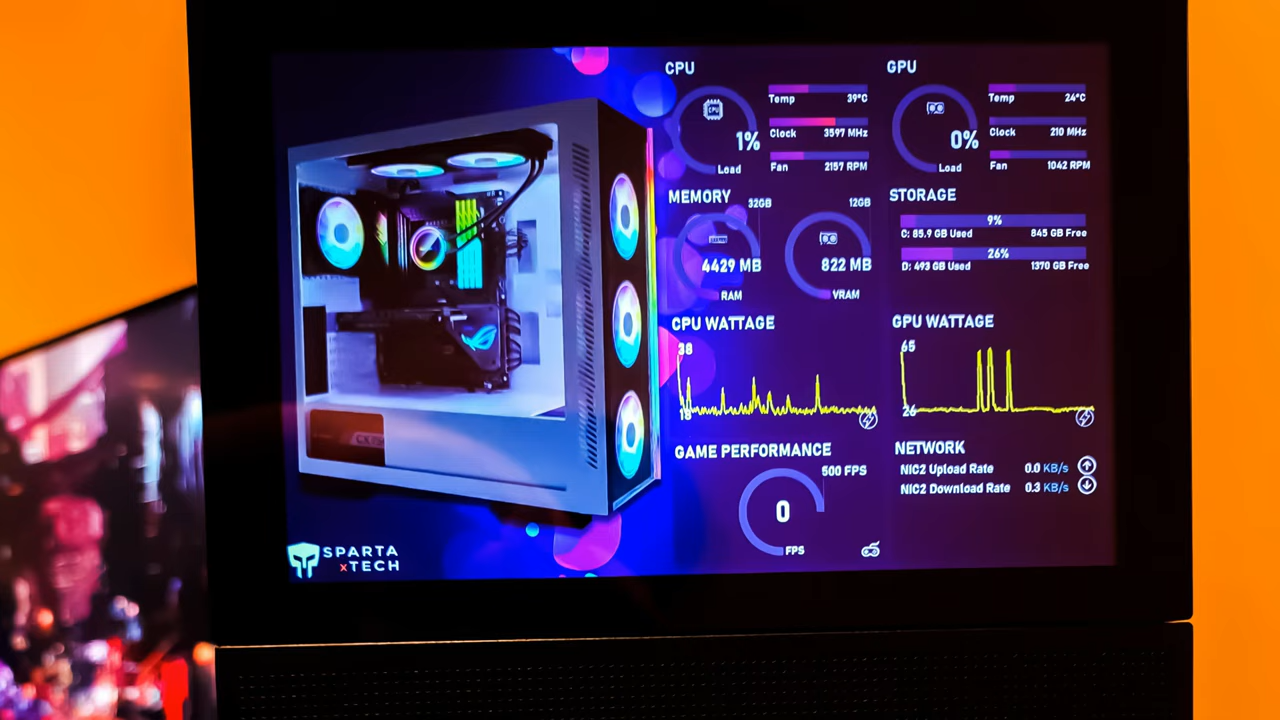 CPU
CPU
1%
Load
Temp 39°C
Clock 3597 MHz
Fan 2157 RPM
GPU
0%
Load
Temp 24°C
Clock 210 MHz
Fan 1042 RPM
MEMORY
32GB
4429 MB
RAM
12GB
822 MB
VRAM
STORAGE
9%
C: 85.9 GB Used 845 GB Free
26%
D: 493 GB Used 1370 GB Free
CPU WATTAGE
38
18
GPU WATTAGE
65
26
GAME PERFORMANCE
500 FPS
0
FPS
NETWORK
NIC2 Upload Rate 0.0 KB/s
NIC2 Download Rate 0.3 KB/s
SPARTA
xTECH